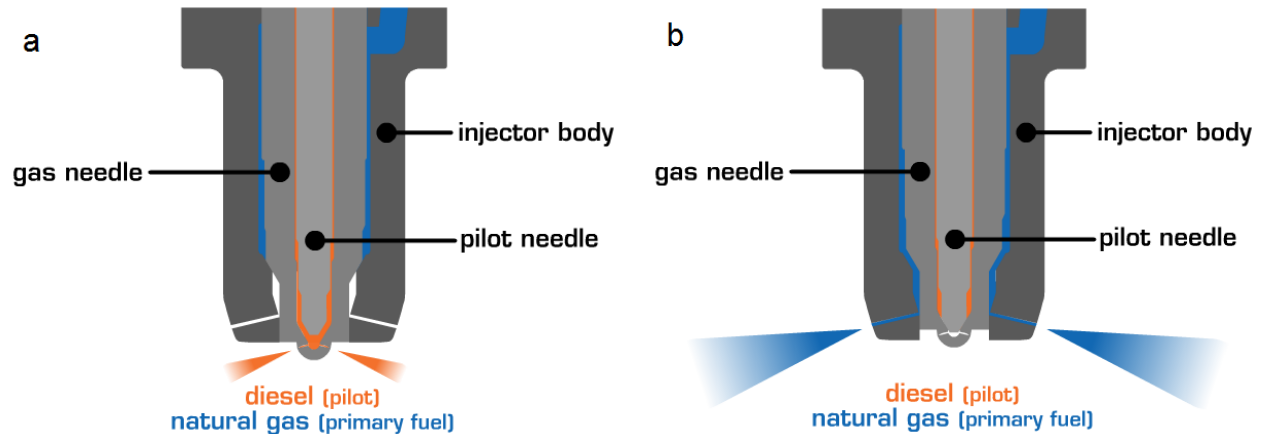 a
injector body
gas needle
pilot needle
diesel (pilot)
natural gas (primary fuel)
b
injector body
gas needle
pilot needle
diesel (pilot)
natural gas (primary fuel)